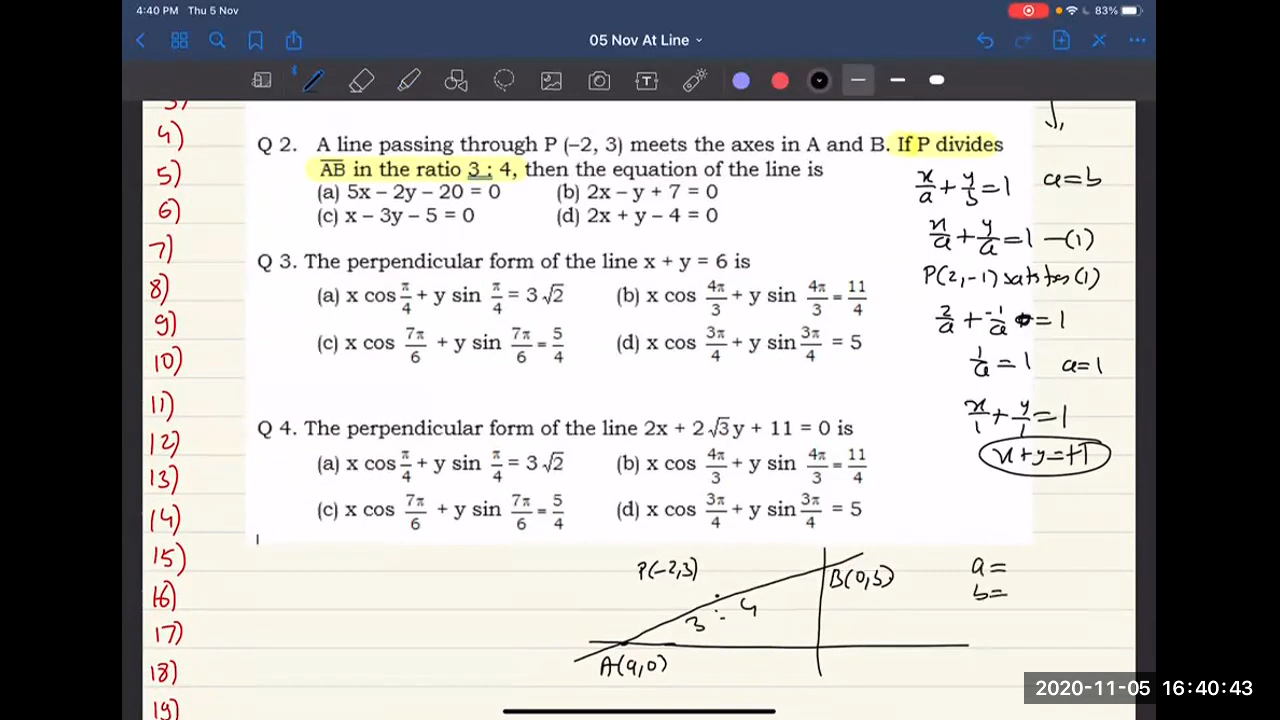 4:40 PM Thu 5 Nov
83%
05 Nov At Line
3)
4)
5)
6)
7)
8)
9)
10)
11)
12)
13)
14)
15)
16)
17)
18)
19)
Q 2. A line passing through P (–2, 3) meets the axes in A and B. If P divides
AB in the ratio 3 : 4, then the equation of the line is
(a) 5x – 2y – 20 = 0 (b) 2x – y + 7 = 0
(c) x – 3y – 5 = 0 (d) 2x + y – 4 = 0
Q 3. The perpendicular form of the line x + y = 6 is
(a) x cos π/4 + y sin π/4 = 3√2 (b) x cos 4π/3 + y sin 4π/3 = 11/4
(c) x cos 7π/6 + y sin 7π/6 = 5/4 (d) x cos 3π/4 + y sin 3π/4 = 5
Q 4. The perpendicular form of the line 2x + 2√3y + 11 = 0 is
(a) x cos π/4 + y sin π/4 = 3√2 (b) x cos 4π/3 + y sin 4π/3 = 11/4
(c) x cos 7π/6 + y sin 7π/6 = 5/4 (d) x cos 3π/4 + y sin 3π/4 = 5
x/a + y/b = 1 a=b
x/a + y/a = 1 –(1)
P(2,-1) satisfies (1)
2/a + -1/a = 1
1/a = 1 a=1
x/1 + y/1 = 1
x+y=+1
P(-2,3)
B(0,b)
3 : 4
A(a,0)
a=
b=
2020-11-05 16:40:43